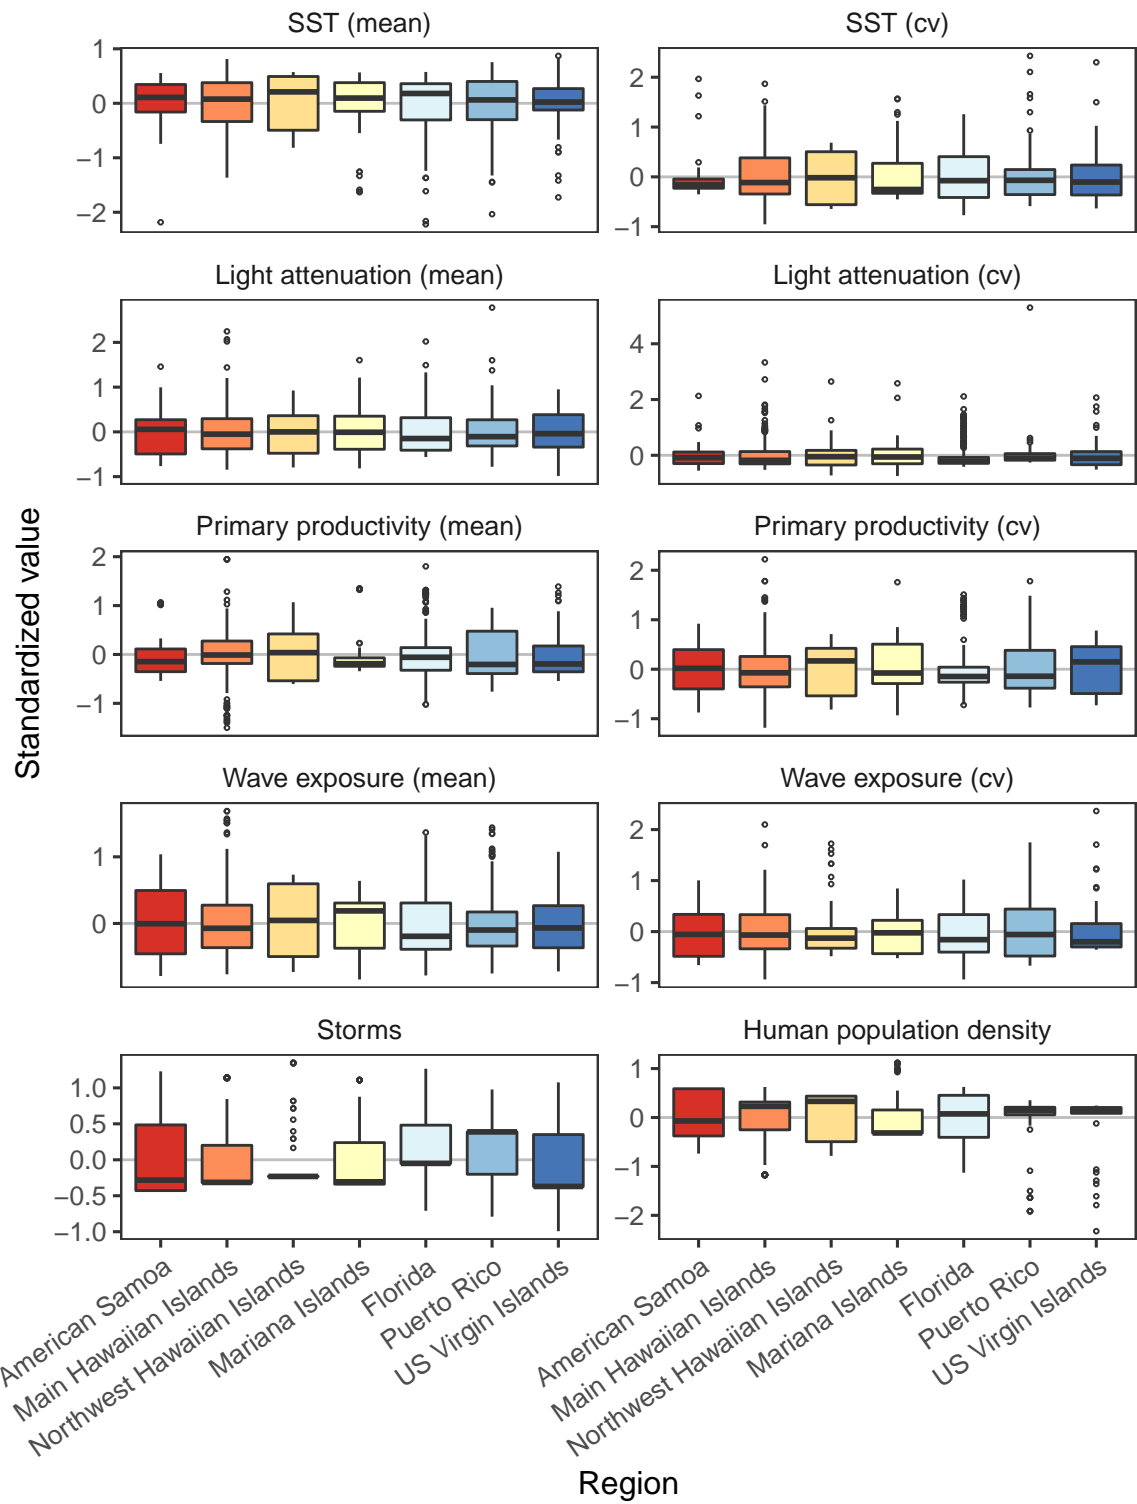 SST (mean)
SST (cv)
1
0
−1
−2
2
1
0
−1
Light attenuation (mean)
Light attenuation (cv)
2
1
0
−1
4
2
0
Primary productivity (mean)
Primary productivity (cv)
2
1
0
−1
2
1
0
−1
Standardized value
Wave exposure (mean)
Wave exposure (cv)
1
0
2
1
0
−1
Storms
Human population density
1.0
0.5
0.0
−0.5
−1.0
1
0
−1
−2
American Samoa
Main Hawaiian Islands
Northwest Hawaiian Islands
Mariana Islands
Florida
Puerto Rico
US Virgin Islands
American Samoa
Main Hawaiian Islands
Northwest Hawaiian Islands
Mariana Islands
Florida
Puerto Rico
US Virgin Islands
Region